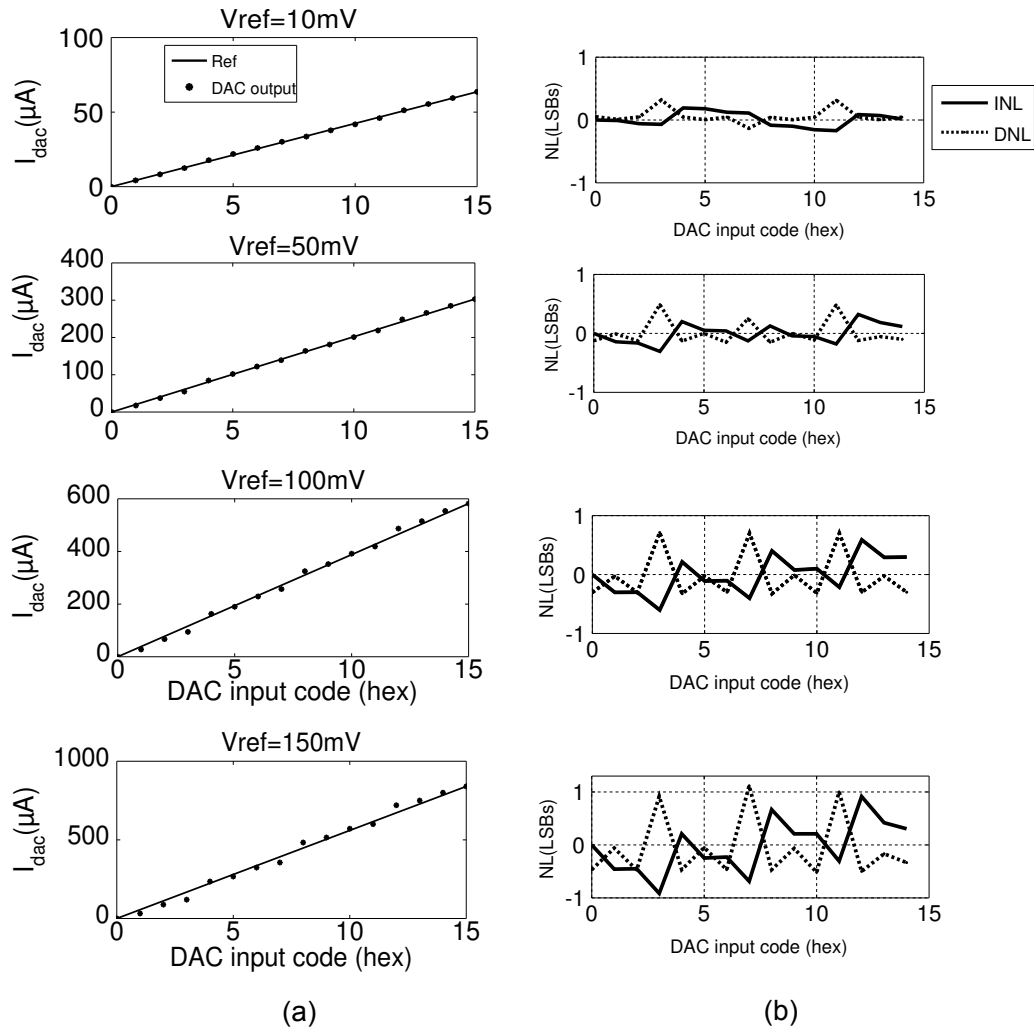 Vref=10mV
I_dac(µA)
100
50
0
0 5 10 15
Ref
DAC output
Vref=50mV
I_dac(µA)
400
300
200
100
0
0 5 10 15
Vref=100mV
I_dac(µA)
600
400
200
0
0 5 10 15
DAC input code (hex)
Vref=150mV
I_dac(µA)
1000
500
0
0 5 10 15
DAC input code (hex)
(a)
NL(LSBs)
1
0
-1
0 5 10 15
DAC input code (hex)
INL
DNL
NL(LSBs)
1
0
-1
0 5 10 15
DAC input code (hex)
NL(LSBs)
1
0
-1
0 5 10 15
DAC input code (hex)
NL(LSBs)
1
0
-1
0 5 10 15
DAC input code (hex)
(b)